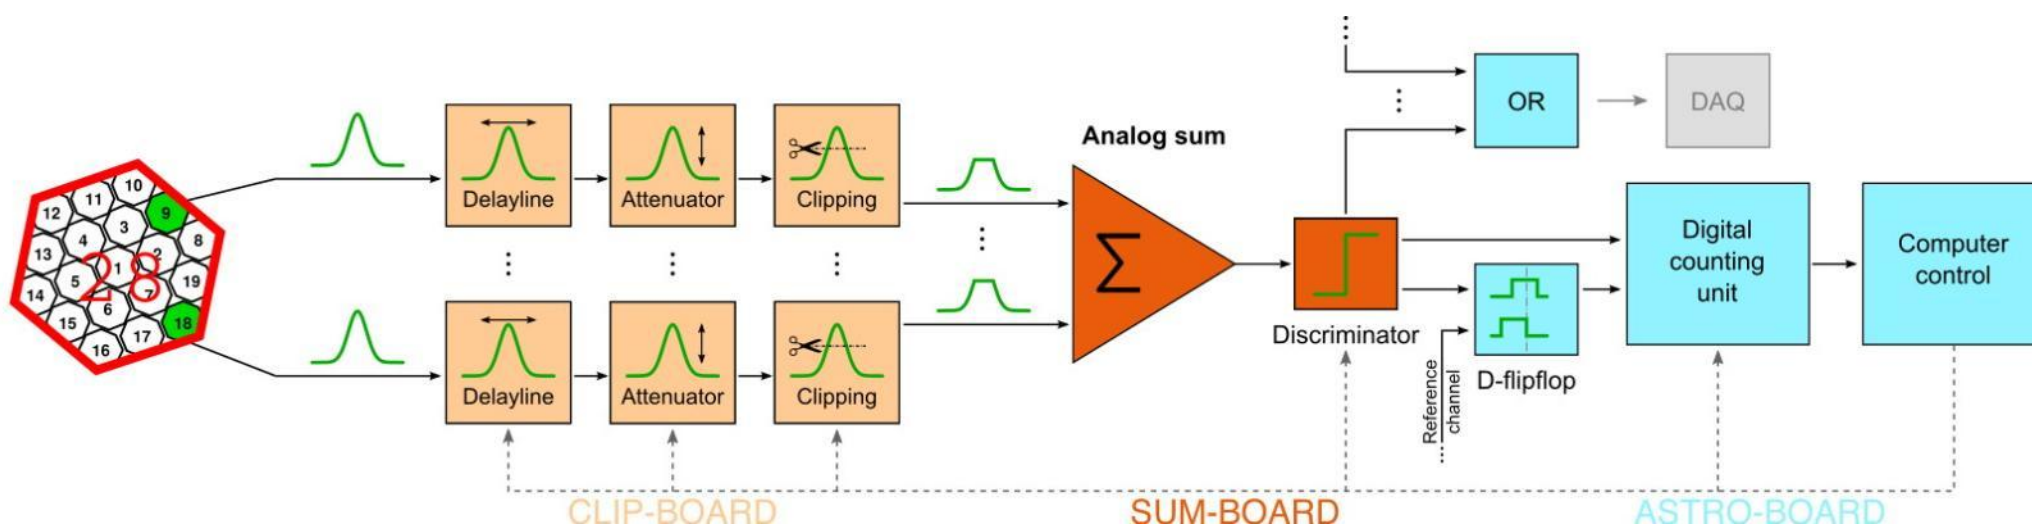 10
11
12
9
3
8
4
2
13
1
28
5
19
14
7
6
18
15
17
16
Delayline
Attenuator
Clipping
Delayline
Attenuator
Clipping
Analog sum
Σ
Discriminator
OR
DAQ
D-flipflop
Reference
channel
Digital
counting
unit
Computer
control
CLIP-BOARD
SUM-BOARD
ASTRO-BOARD